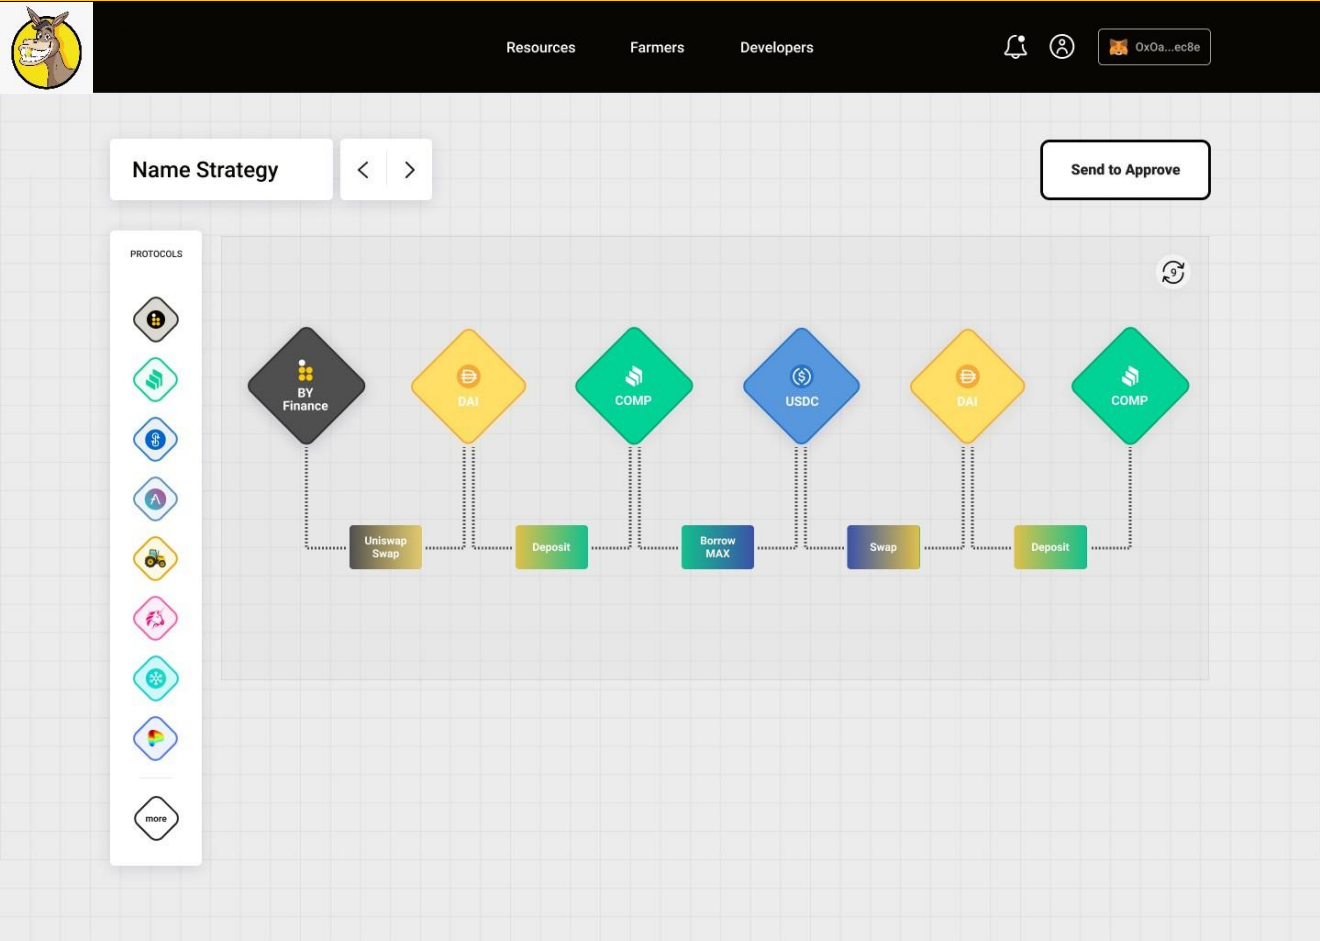 Resources
Farmers
Developers
0x0a...ec8e
Name Strategy
Send to Approve
PROTOCOLS
9
BY
Finance
DAI
COMP
USDC
DAI
COMP
Uniswap
Swap
Deposit
Borrow
MAX
Swap
Deposit
more